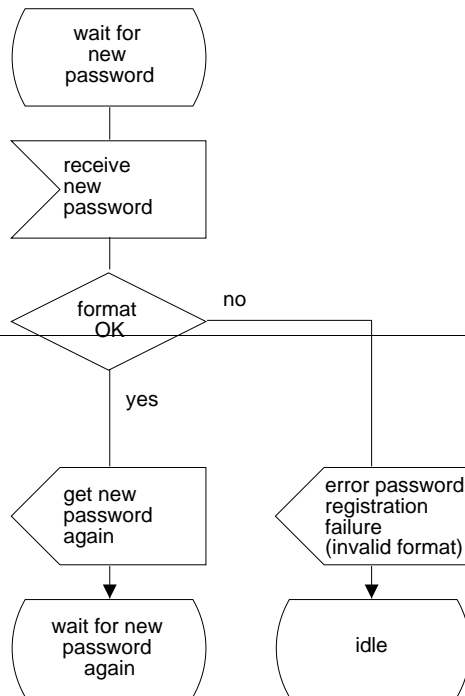 wait for
new
password
receive
new
password
format
OK
no
yes
get new
password
again
error password
registration
failure
(invalid format)
wait for new
password
again
idle